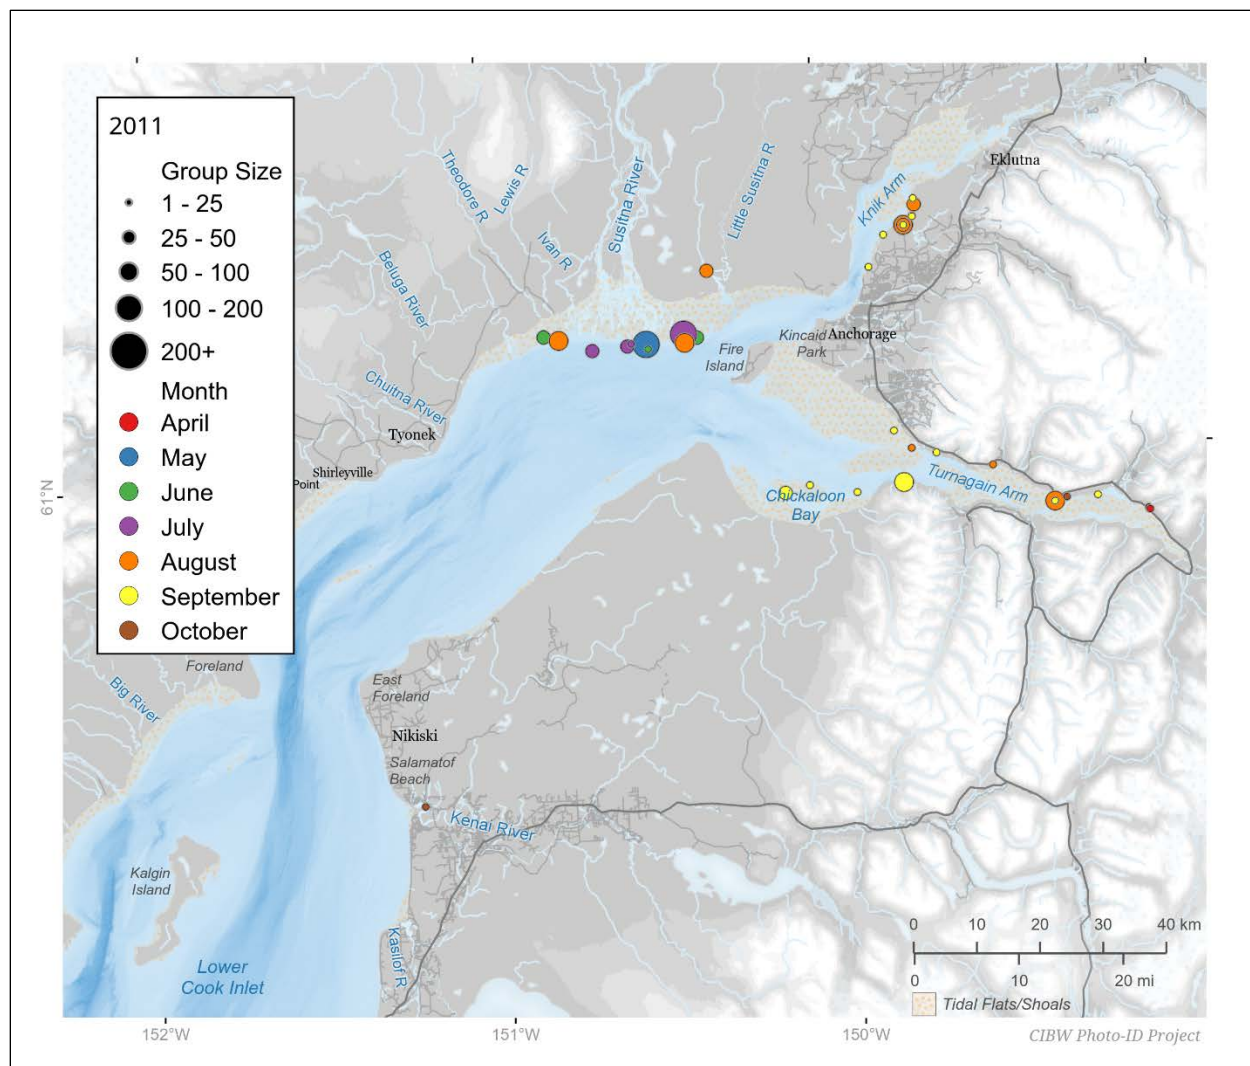 2011
Group Size
1 - 25
25 - 50
50 - 100
100 - 200
200+
Month
April
May
June
July
August
September
October
Theodore R
Lewis R
Ivan R
Susitna River
Little Susitna R
Knik Arm
Eklutna
Beluga River
Kincaid
Park
Anchorage
Fire
Island
Chuitna River
Tyonek
Shirleyville
Point
61°N
Turnagain Arm
Chickaloon
Bay
Foreland
Big River
East
Foreland
Nikiski
Salamatof
Beach
Kenai River
Kalgin
Island
Kasilof R
Lower
Cook Inlet
0 10 20 30 40 km
0 10 20 mi
Tidal Flats/Shoals
152°W 151°W 150°W
CIBW Photo-ID Project